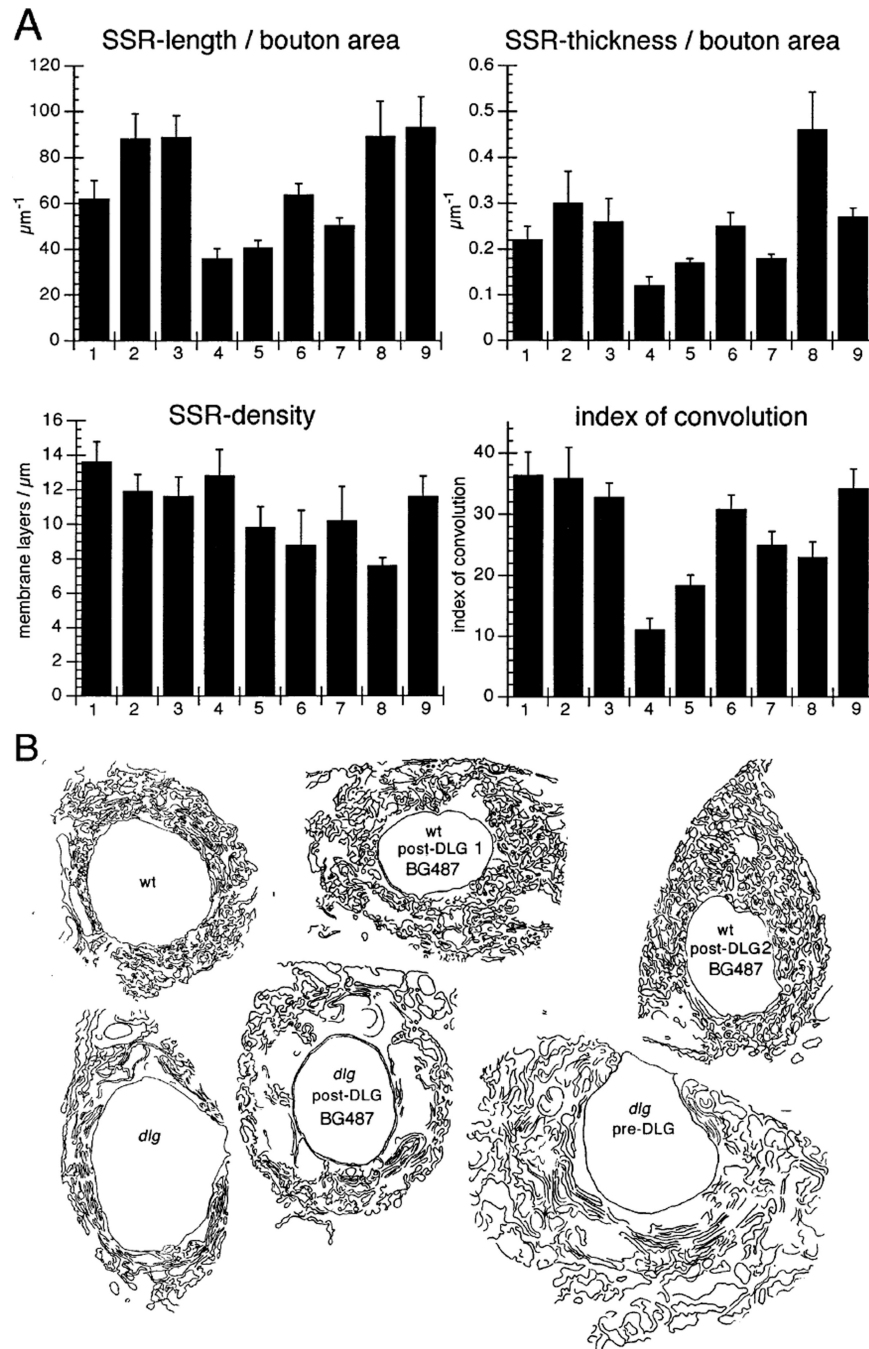 A
SSR-length / bouton area
120
100
80
60
40
20
0
µm-1
1 2 3 4 5 6 7 8 9
SSR-thickness / bouton area
0.6
0.5
0.4
0.3
0.2
0.1
0
µm-1
1 2 3 4 5 6 7 8 9
SSR-density
16
14
12
10
8
6
4
2
0
membrane layers / µm
1 2 3 4 5 6 7 8 9
index of convolution
40
30
20
10
0
index of convolution
1 2 3 4 5 6 7 8 9
B
wt
wt
post-DLG 1
BG487
wt
post-DLG2
BG487
dlg
dlg
post-DLG
BG487
dlg
pre-DLG